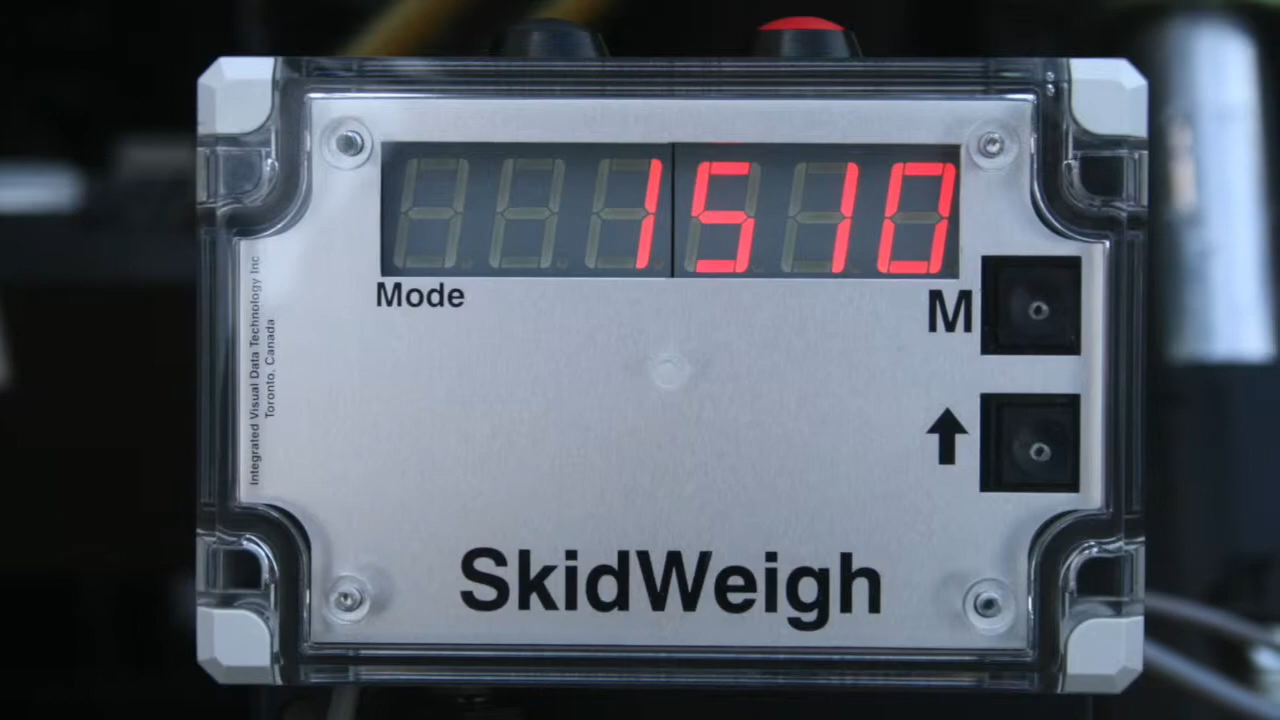 1510
Mode
M
Integrated Visual Data Technology Inc
Toronto, Canada
SkidWeigh